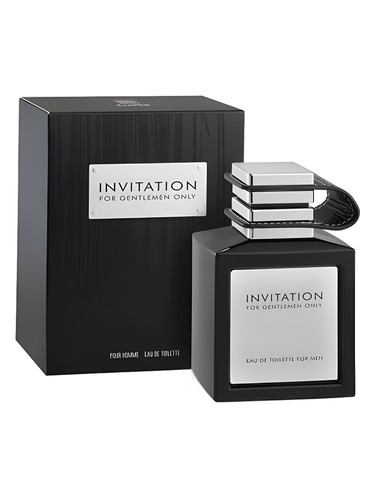 INVITATION
FOR GENTLEMEN ONLY
POUR HOMME EAU DE TOILETTE
INVITATION
FOR GENTLEMEN ONLY
EAU DE TOILETTE FOR MEN